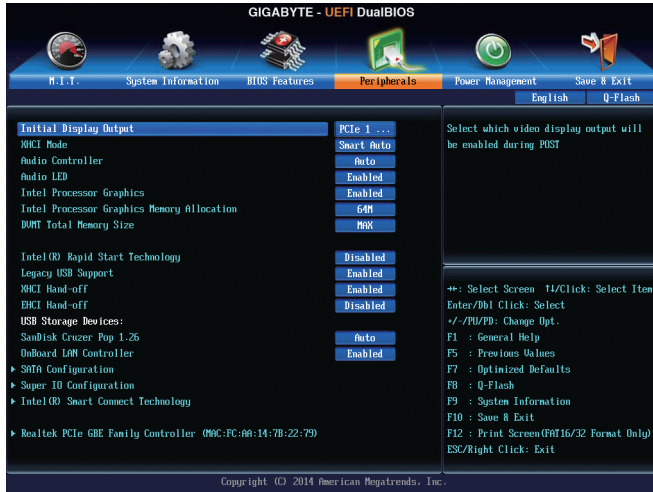 GIGABYTE - UEFI DualBIOS
M.I.T. System Information BIOS Features Peripherals Power Management Save & Exit
English Q-Flash
Initial Display Output PCIe 1 ...
XHCI Mode Smart Auto
Audio Controller Auto
Audio LED Enabled
Intel Processor Graphics Enabled
Intel Processor Graphics Memory Allocation 64M
DVMT Total Memory Size MAX
Intel(R) Rapid Start Technology Disabled
Legacy USB Support Enabled
XHCI Hand-off Enabled
EHCI Hand-off Disabled
USB Storage Devices:
SanDisk Cruzer Pop 1.26 Auto
OnBoard LAN Controller Enabled
SATA Configuration
Super IO Configuration
Intel(R) Smart Connect Technology
Realtek PCIe GBE Family Controller (MAC:FC:AA:14:7B:22:79)
Select which video display output will
be enabled during POST
↔: Select Screen ↑↓/Click: Select Item
Enter/Dbl Click: Select
+/-/PU/PD: Change Opt.
F1 : General Help
F5 : Previous Values
F7 : Optimized Defaults
F8 : Q-Flash
F9 : System Information
F10 : Save & Exit
F12 : Print Screen(FAT16/32 Format Only)
ESC/Right Click: Exit
Copyright (C) 2014 American Megatrends, Inc.